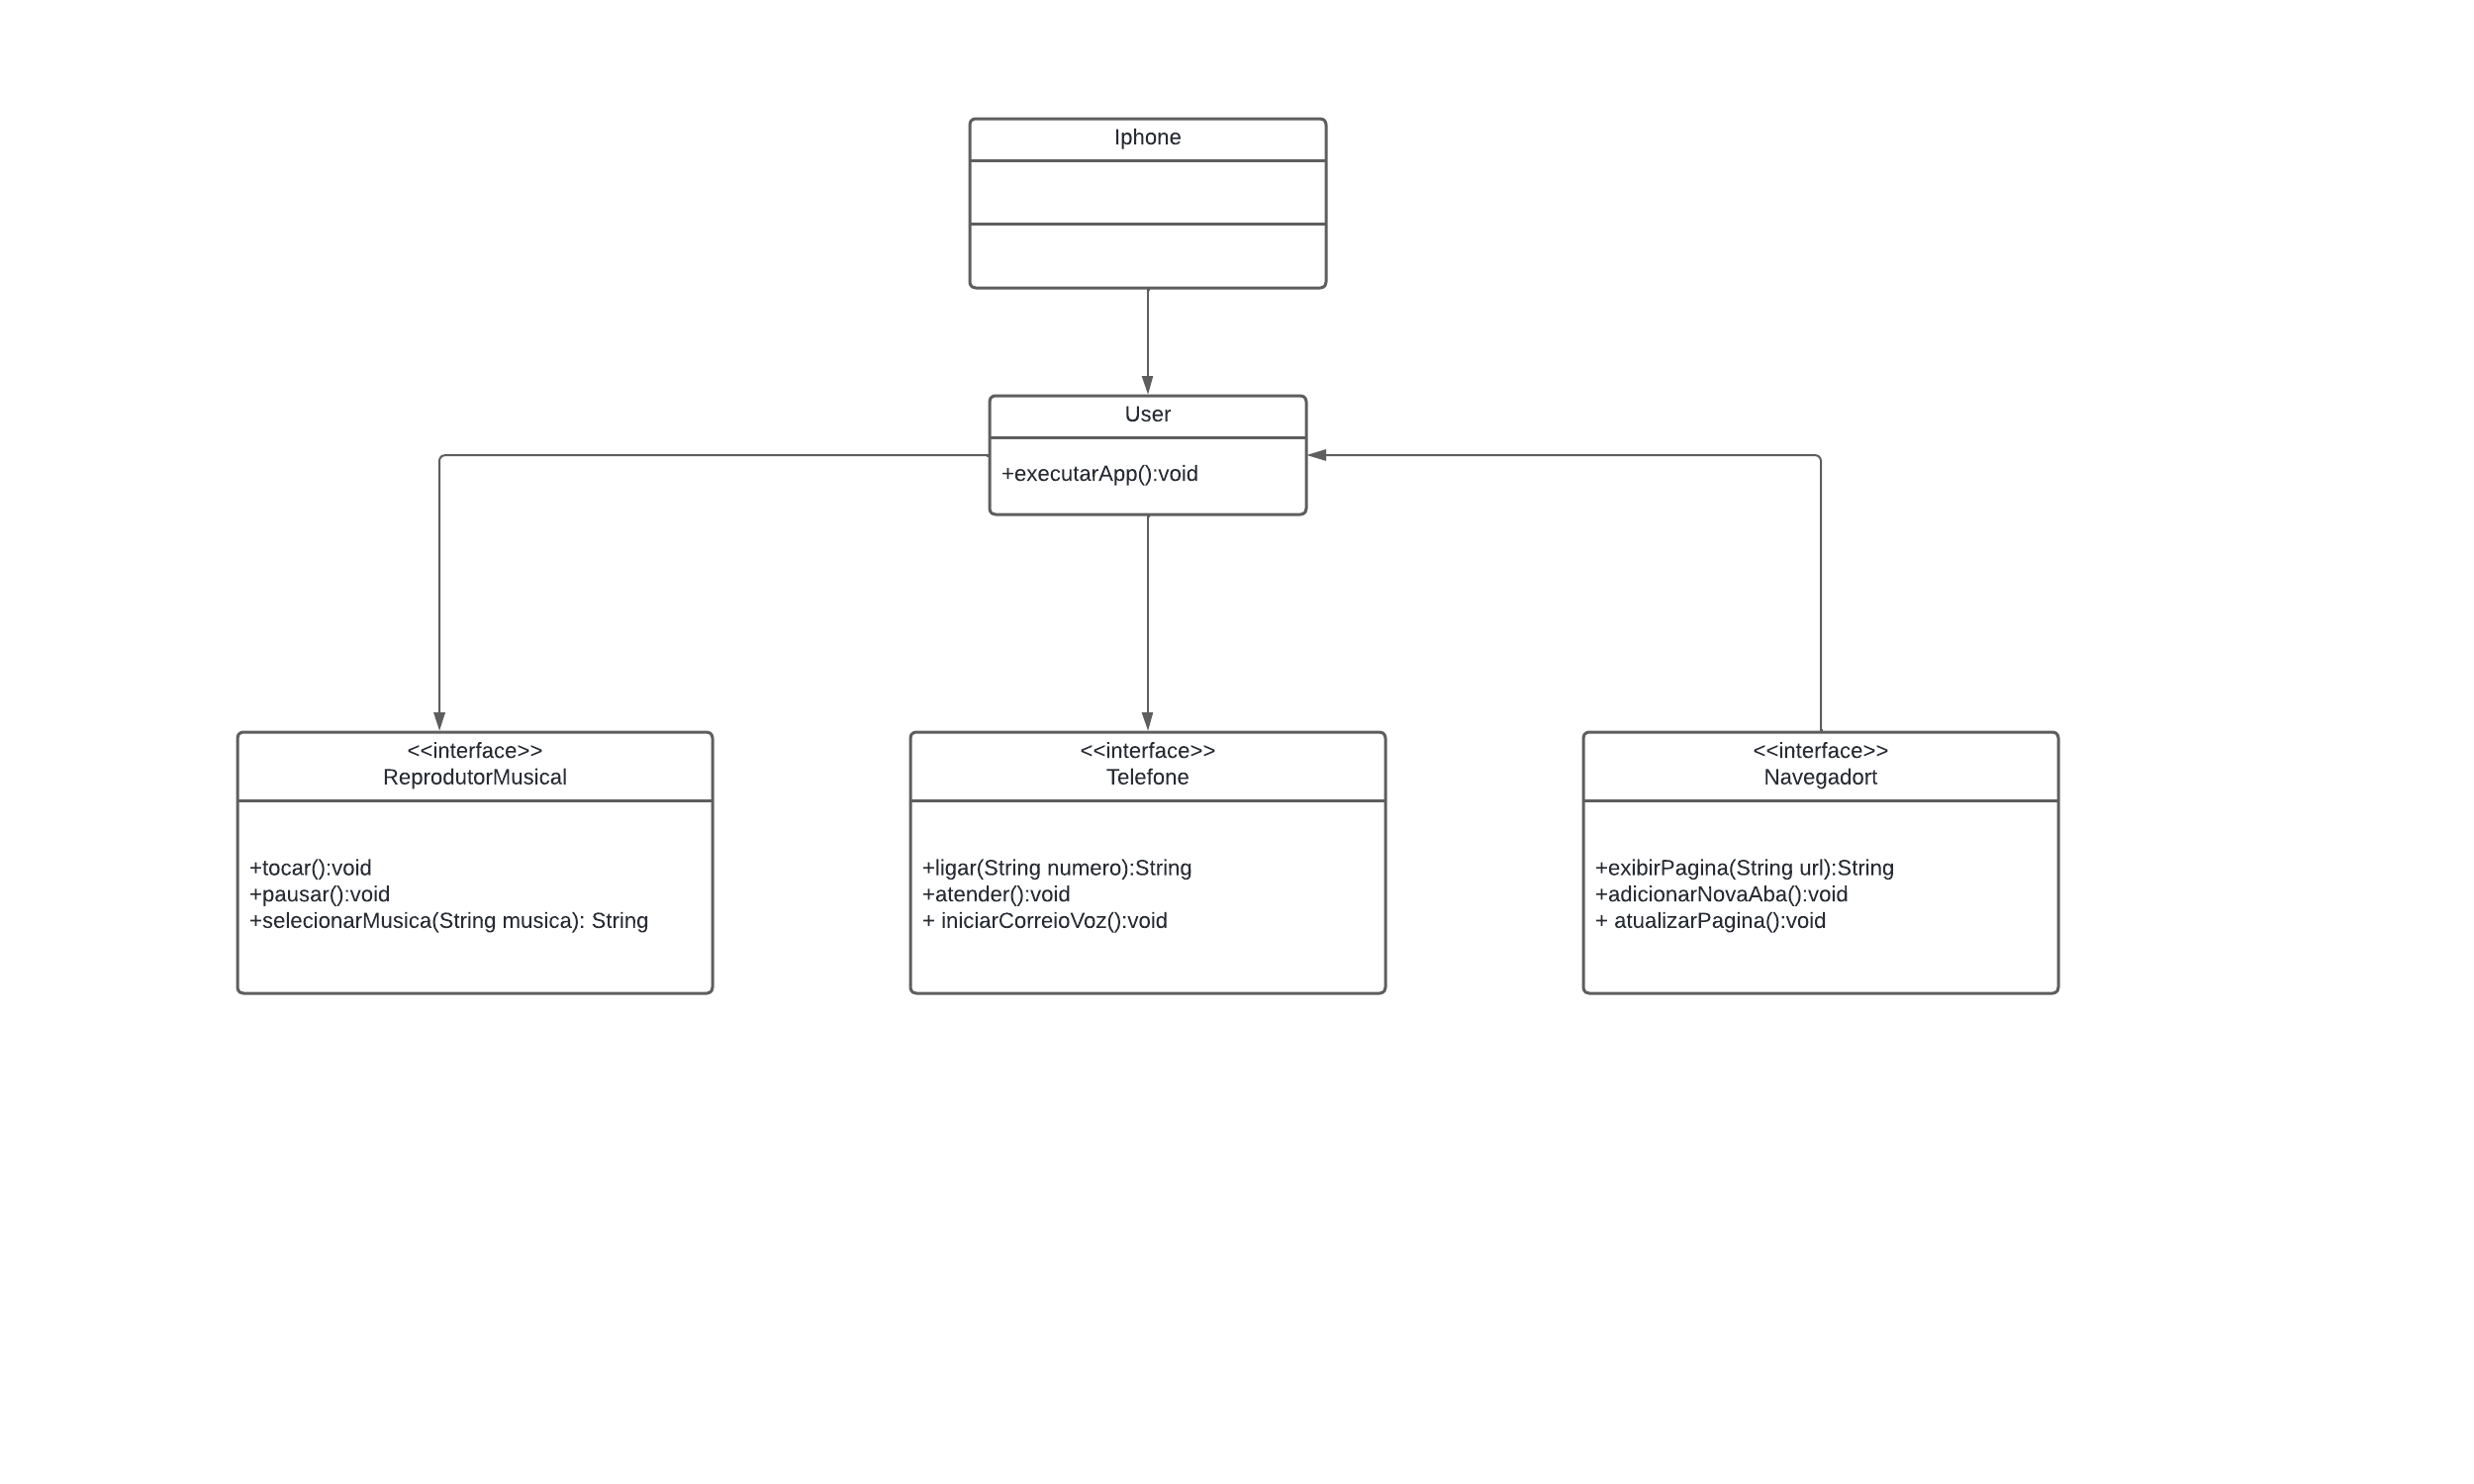 Iphone
User
+executarApp():void
<<interface>>
ReprodutorMusical
+tocar():void
+pausar():void
+selecionarMusica(String musica): String
<<interface>>
Telefone
+ligar(String numero):String
+atender():void
+ iniciarCorreioVoz():void
<<interface>>
Navegadort
+exibirPagina(String url):String
+adicionarNovaAba():void
+ atualizarPagina():void